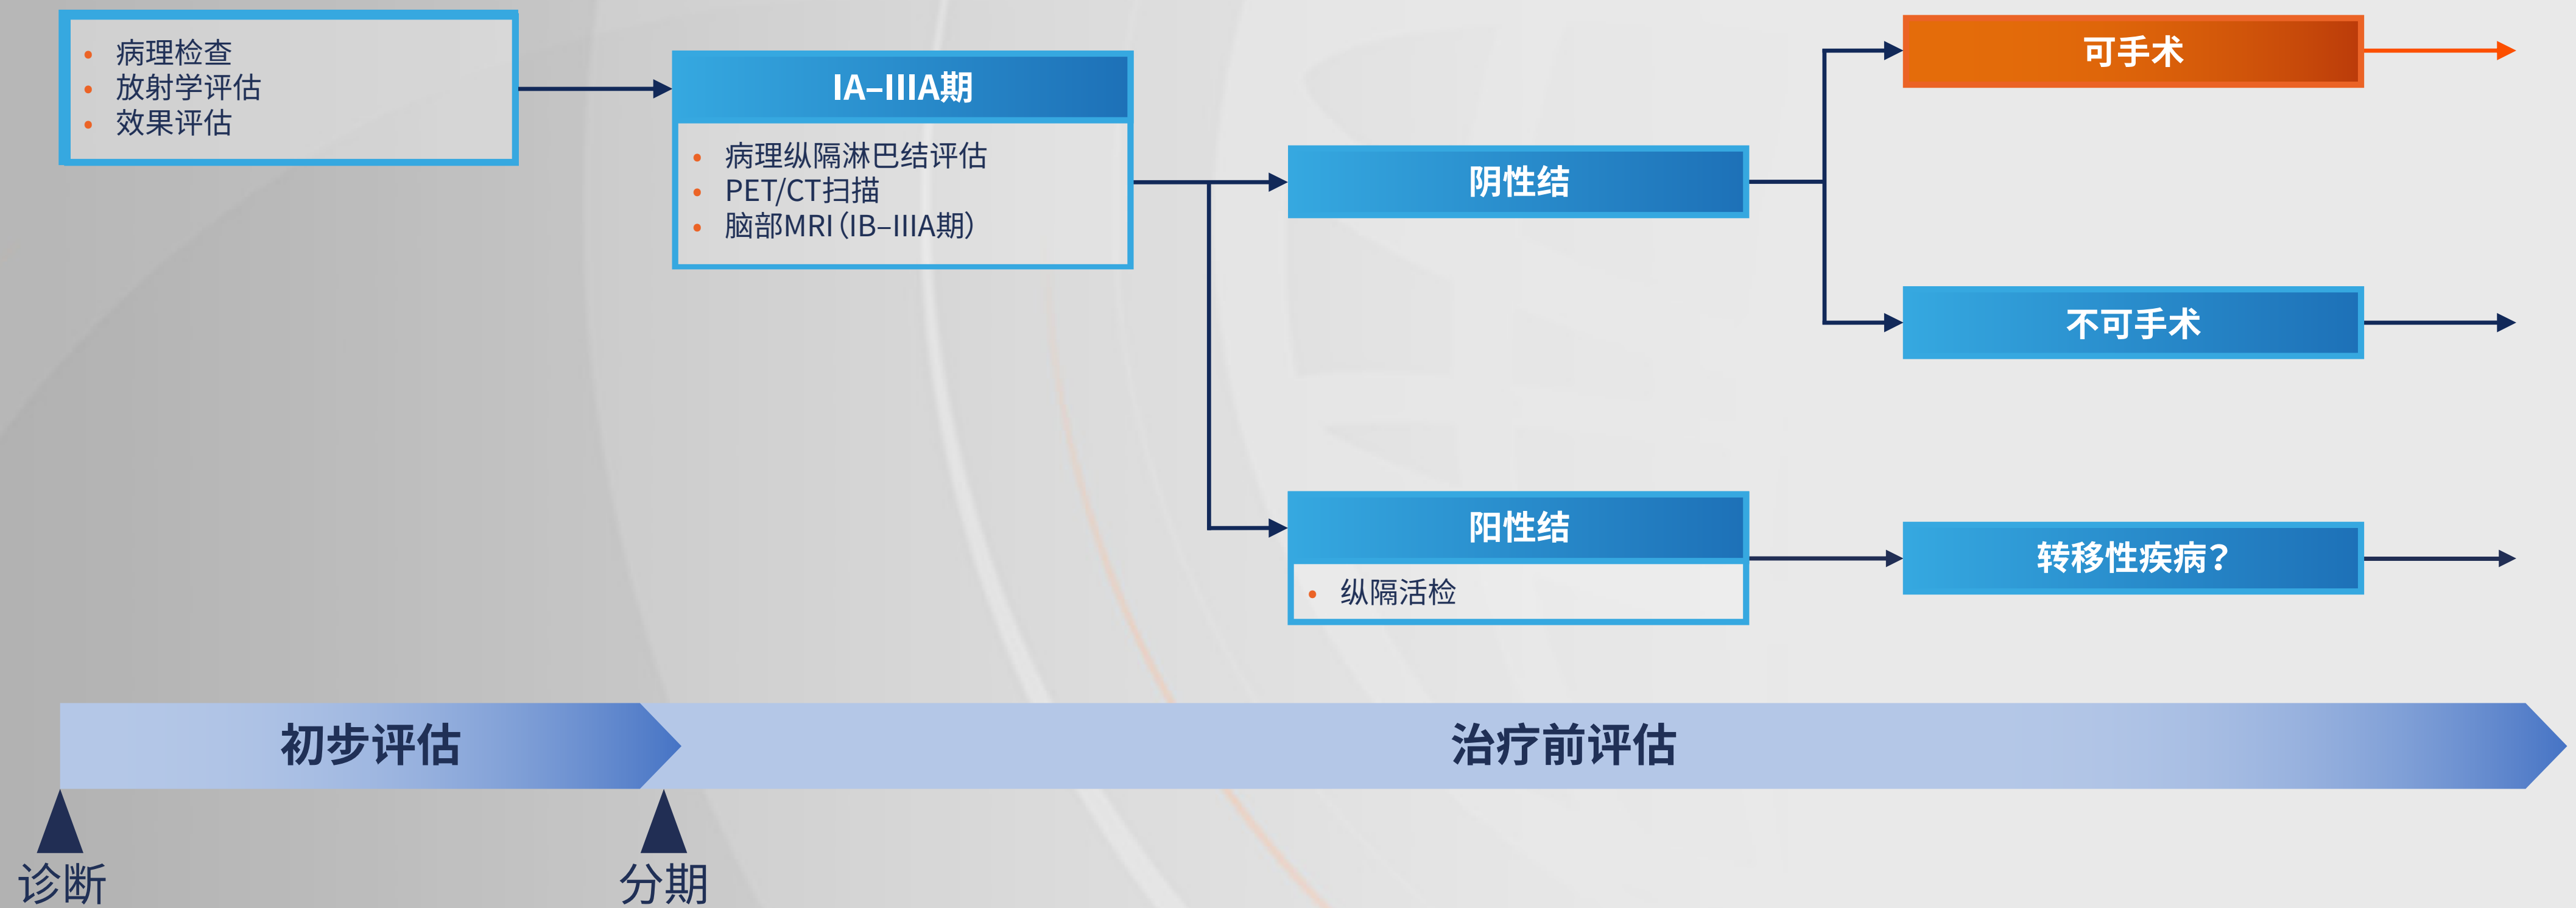 病理检查
放射学评估
效果评估
IA–IIIA期
病理纵隔淋巴结评估
PET/CT扫描
脑部MRI（IB–IIIA期）
阴性结
可手术
不可手术
阳性结
纵隔活检
转移性疾病？
初步评估
治疗前评估
诊断
分期